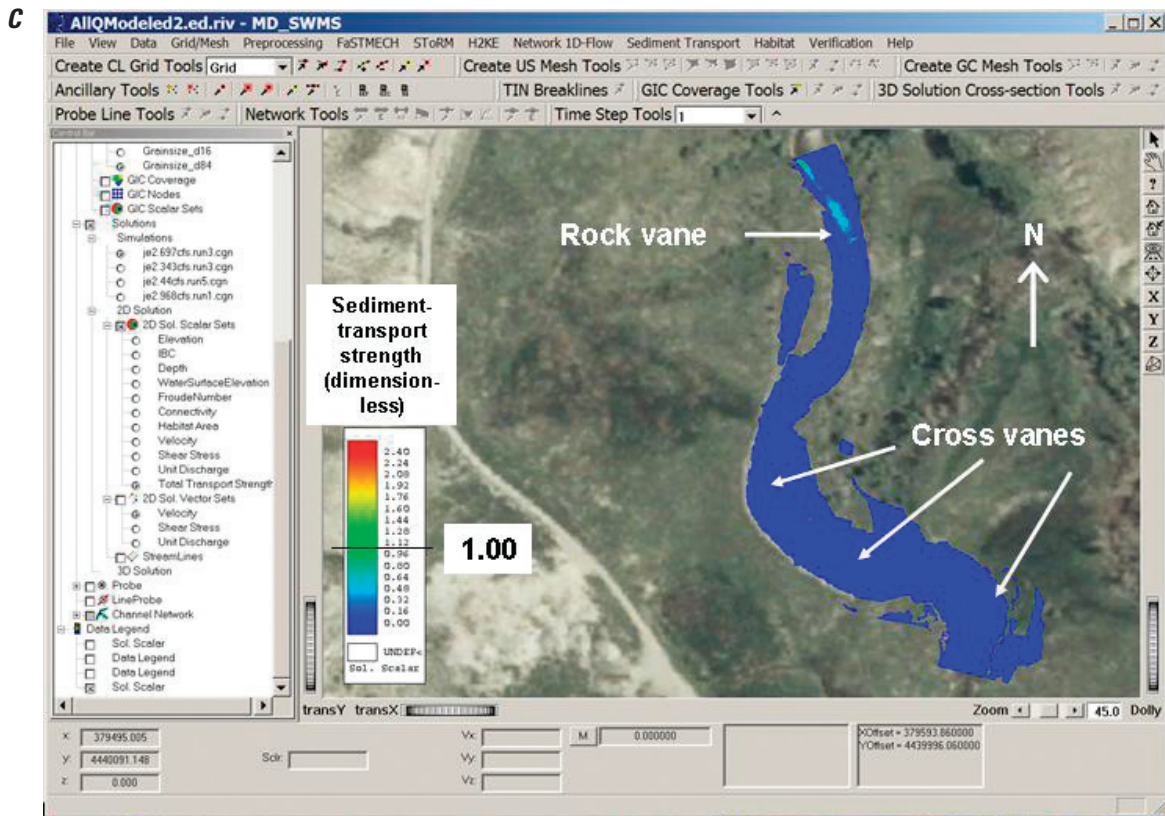 C
AllQModeled2.ed.riv - MD_SWMS
File View Data Grid/Mesh Preprocessing FaSTMECH SToRM H2KE Network 1D-Flow Sediment Transport Habitat Verification Help
Create CL Grid Tools Grid Create US Mesh Tools Create GC Mesh Tools
Ancillary Tools TIN Breaklines GIC Coverage Tools 3D Solution Cross-section Tools
Probe Line Tools Network Tools Time Step Tools 1
Control Bar
Grainsize_d16
Grainsize_d84
GIC Coverage
GIC Nodes
GIC Scalar Sets
Solutions
Simulations
je2.697cfs.run3.cgn
je2.343cfs.run3.cgn
je2.44cfs.run5.cgn
je2.968cfs.run1.cgn
2D Solution
2D Sol. Scalar Sets
Elevation
IBC
Depth
WaterSurfaceElevation
FroudeNumber
Connectivity
Habitat Area
Velocity
Shear Stress
Unit Discharge
Total Transport Strength
2D Sol. Vector Sets
Velocity
Shear Stress
Unit Discharge
StreamLines
3D Solution
Probe
LineProbe
Channel Network
Data Legend
Sol. Scalar
Data Legend
Data Legend
Sol. Scalar
Rock vane
N
Cross vanes
Sediment-
transport
strength
(dimension-
less)
2.40
2.24
2.08
1.92
1.76
1.60
1.44
1.28
1.12
0.96
0.80
0.64
0.48
0.32
0.16
0.00
1.00
UNDEF<
Sol. Scalar
X
Y
Z
?
transY transX
Zoom 45.0 Dolly
x: 379495.005
y: 4440091.148
z: 0.000
Sclr:
Vx:
Vy:
Vz:
M 0.000000
XOffset = 379593.860000
YOffset = 4439996.060000